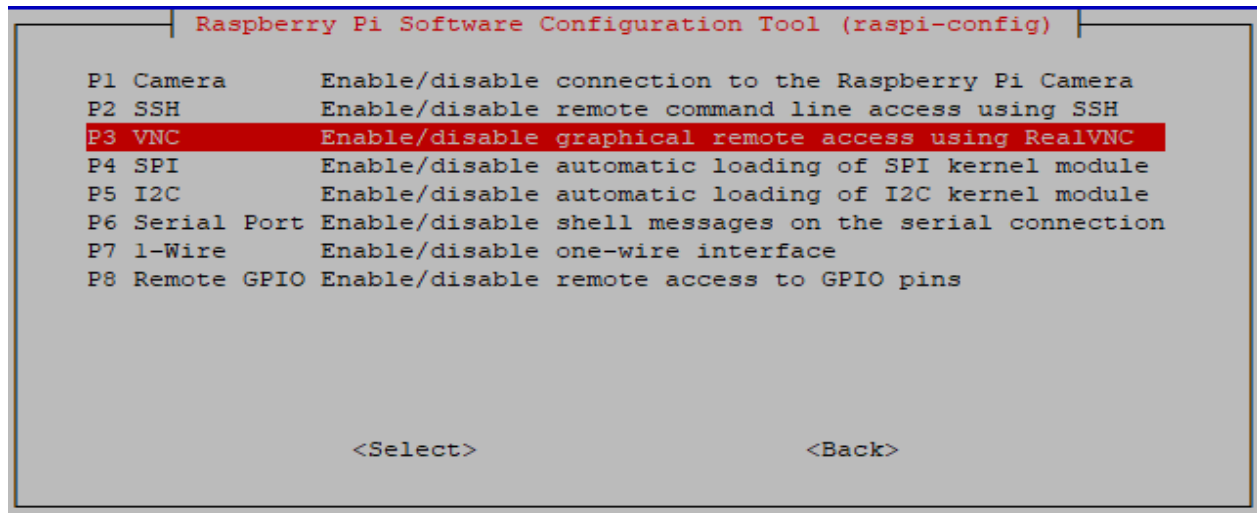 Raspberry Pi Software Configuration Tool (raspi-config)
P1 Camera Enable/disable connection to the Raspberry Pi Camera
P2 SSH Enable/disable remote command line access using SSH
P3 VNC Enable/disable graphical remote access using RealVNC
P4 SPI Enable/disable automatic loading of SPI kernel module
P5 I2C Enable/disable automatic loading of I2C kernel module
P6 Serial Port Enable/disable shell messages on the serial connection
P7 1-Wire Enable/disable one-wire interface
P8 Remote GPIO Enable/disable remote access to GPIO pins
<Select> <Back>